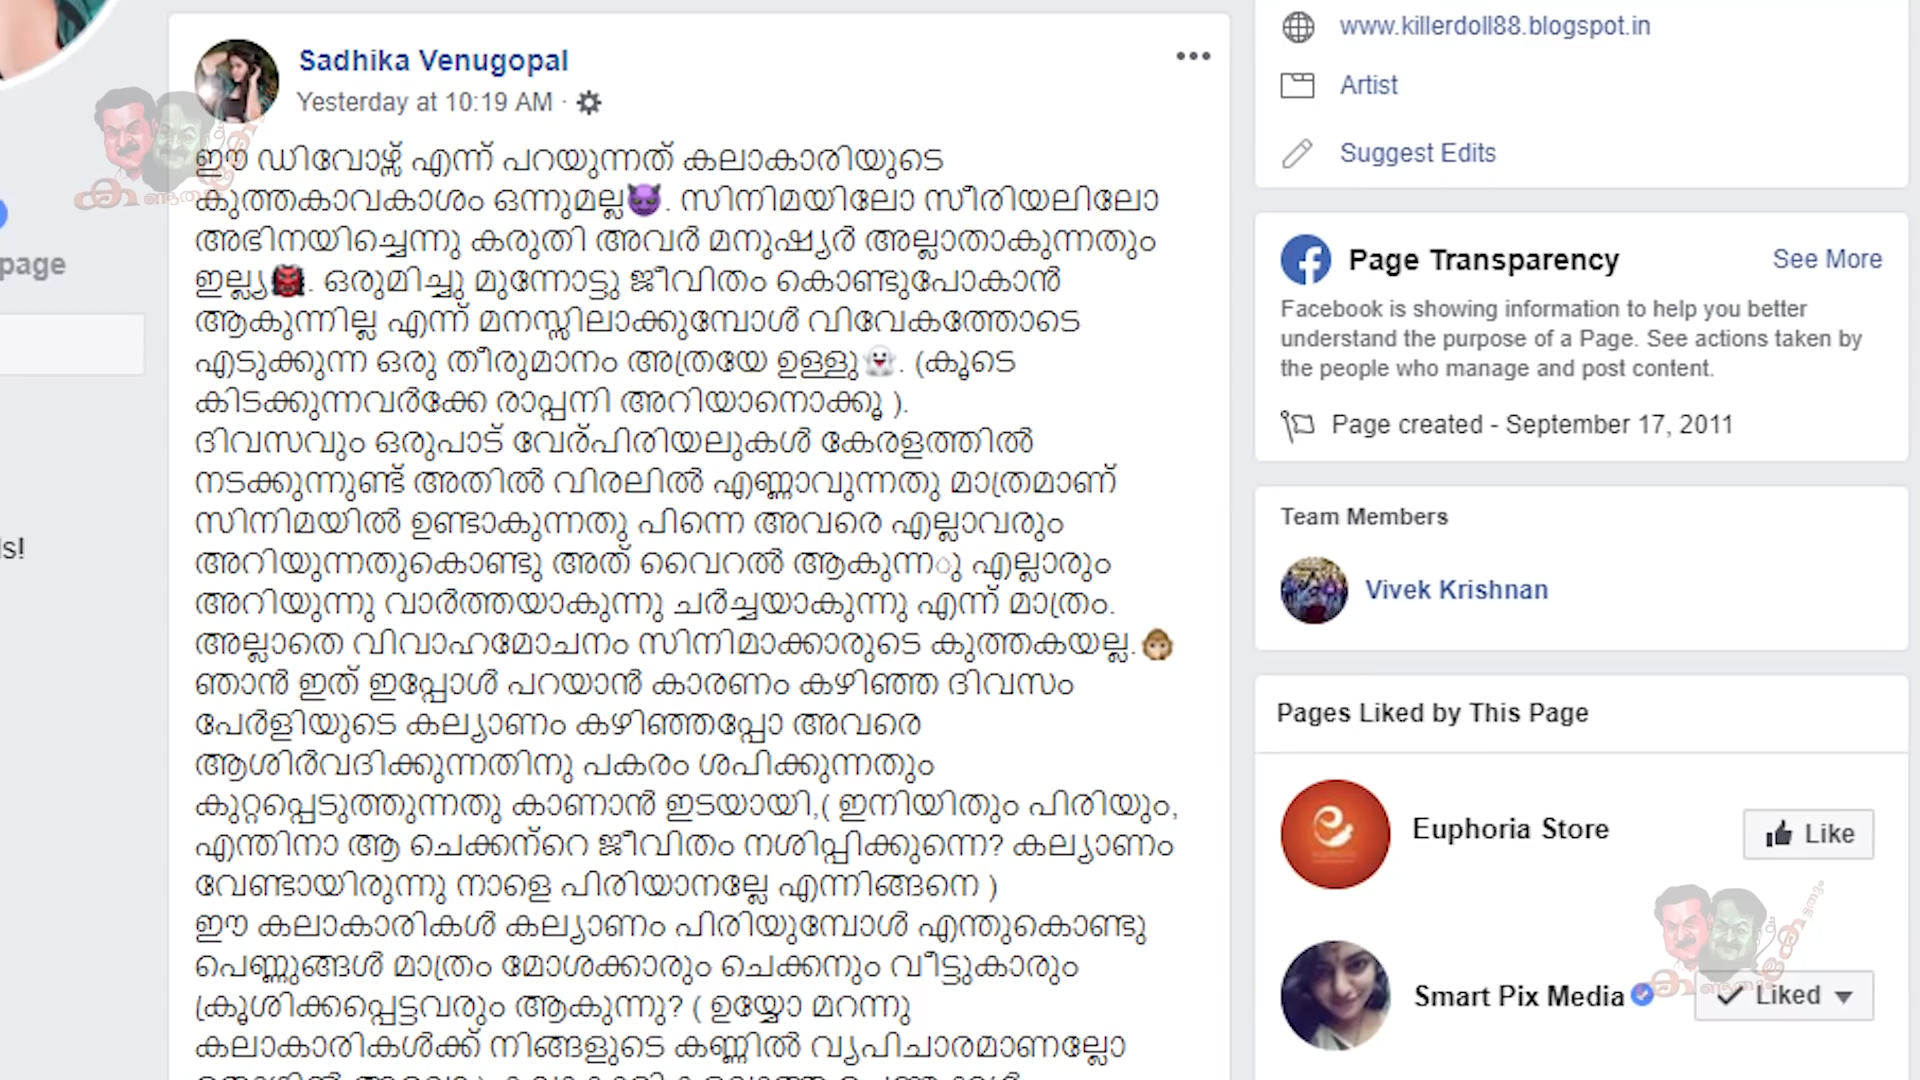 Sadhika Venugopal
Yesterday at 10:19 AM ·
ഈ ഡിവോഴ്സ് എന്ന് പറയുന്നത് കലാകാരിയുടെ
കുത്തകാവകാശം ഒന്നുമല്ല😈. സിനിമയിലോ സീരിയലിലോ
അഭിനയിച്ചെന്നു കരുതി അവർ മനുഷ്യർ അല്ലാതാകുന്നതും
ഇല്ല്യ👹. ഒരുമിച്ചു മുന്നോട്ടു ജീവിതം കൊണ്ടുപോകാൻ
ആകുന്നില്ല എന്ന് മനസ്സിലാക്കുമ്പോൾ വിവേകത്തോടെ
എടുക്കുന്ന ഒരു തീരുമാനം അത്രയേ ഉള്ളു👻. (കൂടെ
കിടക്കുന്നവർക്കേ രാപ്പനി അറിയാനൊക്കൂ ).
ദിവസവും ഒരുപാട് വേര്പിരിയലുകൾ കേരളത്തിൽ
നടക്കുന്നുണ്ട് അതിൽ വിരലിൽ എണ്ണാവുന്നതു മാത്രമാണ്
സിനിമയിൽ ഉണ്ടാകുന്നതു പിന്നെ അവരെ എല്ലാവരും
അറിയുന്നതുകൊണ്ടു അത് വൈറൽ ആകുന്നു എല്ലാരും
അറിയുന്നു വാർത്തയാകുന്നു ചർച്ചയാകുന്നു എന്ന് മാത്രം.
അല്ലാതെ വിവാഹമോചനം സിനിമാക്കാരുടെ കുത്തകയല്ല.🙊
ഞാൻ ഇത് ഇപ്പോൾ പറയാൻ കാരണം കഴിഞ്ഞ ദിവസം
പേർളിയുടെ കല്യാണം കഴിഞ്ഞപ്പോ അവരെ
ആശിർവദിക്കുന്നതിനു പകരം ശപിക്കുന്നതും
കുറ്റപ്പെടുത്തുന്നതു കാണാൻ ഇടയായി,( ഇനിയിതും പിരിയും,
എന്തിനാ ആ ചെക്കന്റെ ജീവിതം നശിപ്പിക്കുന്നെ? കല്യാണം
വേണ്ടായിരുന്നു നാളെ പിരിയാനല്ലേ എന്നിങ്ങനെ )
ഈ കലാകാരികൾ കല്യാണം പിരിയുമ്പോൾ എന്തുകൊണ്ടു
പെണ്ണുങ്ങൾ മാത്രം മോശക്കാരും ചെക്കനും വീട്ടുകാരും
ക്രൂശിക്കപ്പെട്ടവരും ആകുന്നു? ( ഉയ്യോ മറന്നു
കലാകാരികൾക്ക് നിങ്ങളുടെ കണ്ണിൽ വ്യപിചാരമാണല്ലോ
page
ls!
www.killerdoll88.blogspot.in
Artist
Suggest Edits
Page Transparency
See More
Facebook is showing information to help you better
understand the purpose of a Page. See actions taken by
the people who manage and post content.
Page created - September 17, 2011
Team Members
Vivek Krishnan
Pages Liked by This Page
Euphoria Store
Like
Smart Pix Media
Liked